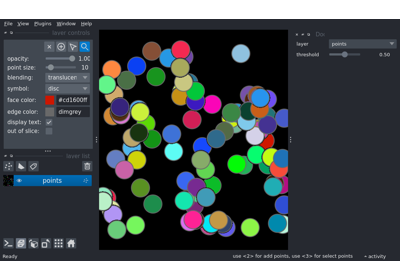 File View Plugins Window Help
layer controls
opacity: 1.00
point size: 10
blending: translucen
symbol: disc
face color: #cd1600ff
edge color: dimgrey
display text:
out of slice:
layer list
points
layer points
threshold 0.50
Ready use <2> for add points, use <3> for select points activity